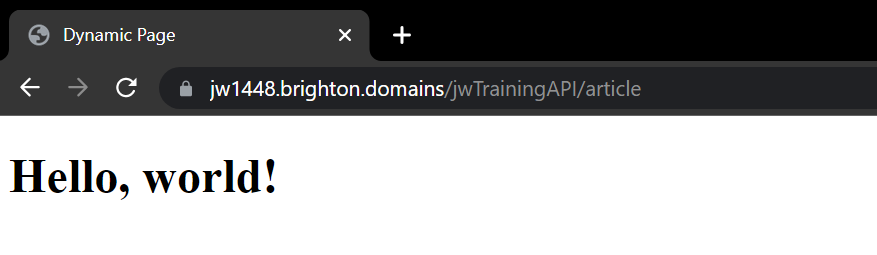 Dynamic Page
jw1448.brighton.domains/jwTrainingAPI/article
Hello, world!